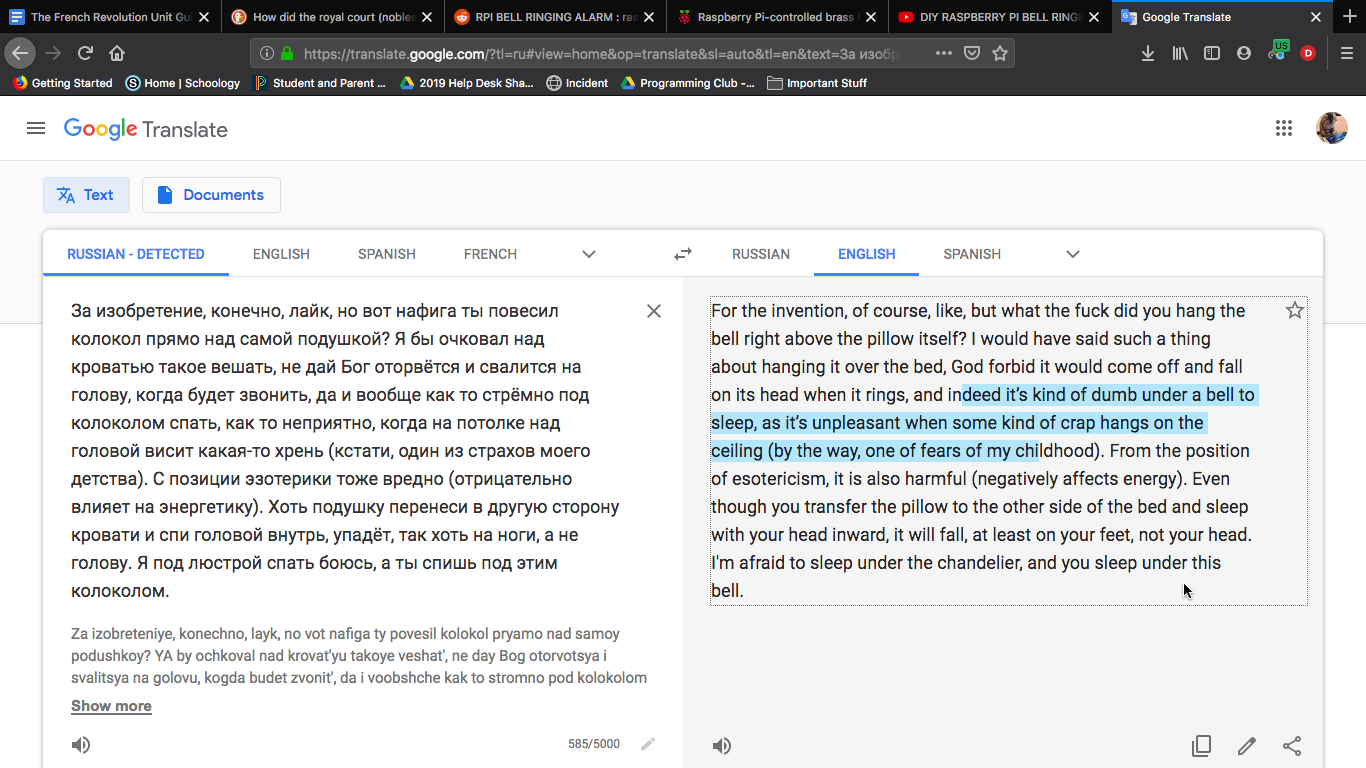 The French Revolution Unit Gui
How did the royal court (nobles
RPI BELL RINGING ALARM : ras
Raspberry Pi-controlled brass b
DIY RASPBERRY PI BELL RINGI
Google Translate
https://translate.google.com/?tl=ru#view=home&op=translate&sl=auto&tl=en&text=За изобр
US
D
Getting Started
Home | Schoology
Student and Parent ...
2019 Help Desk Sha...
Incident
Programming Club -...
Important Stuff
Google Translate
Text
Documents
RUSSIAN - DETECTED
ENGLISH
SPANISH
FRENCH
RUSSIAN
ENGLISH
SPANISH
За изобретение, конечно, лайк, но вот нафига ты повесил
колокол прямо над самой подушкой? Я бы очковал над
кроватью такое вешать, не дай Бог оторвётся и свалится на
голову, когда будет звонить, да и вообще как то стрёмно под
колоколом спать, как то неприятно, когда на потолке над
головой висит какая-то хрень (кстати, один из страхов моего
детства). С позиции эзотерики тоже вредно (отрицательно
влияет на энергетику). Хоть подушку перенеси в другую сторону
кровати и спи головой внутрь, упадёт, так хоть на ноги, а не
голову. Я под люстрой спать боюсь, а ты спишь под этим
колоколом.
Za izobreteniye, konechno, layk, no vot nafiga ty povesil kolokol pryamo nad samoy
podushkoy? YA by ochkoval nad krovat'yu takoye veshat', ne day Bog otorvotsya i
svalitsya na golovu, kogda budet zvonit', da i voobshche kak to stromno pod kolokolom
Show more
585/5000
For the invention, of course, like, but what the fuck did you hang the
bell right above the pillow itself? I would have said such a thing
about hanging it over the bed, God forbid it would come off and fall
on its head when it rings, and indeed it's kind of dumb under a bell to
sleep, as it's unpleasant when some kind of crap hangs on the
ceiling (by the way, one of fears of my childhood). From the position
of esotericism, it is also harmful (negatively affects energy). Even
though you transfer the pillow to the other side of the bed and sleep
with your head inward, it will fall, at least on your feet, not your head.
I'm afraid to sleep under the chandelier, and you sleep under this
bell.